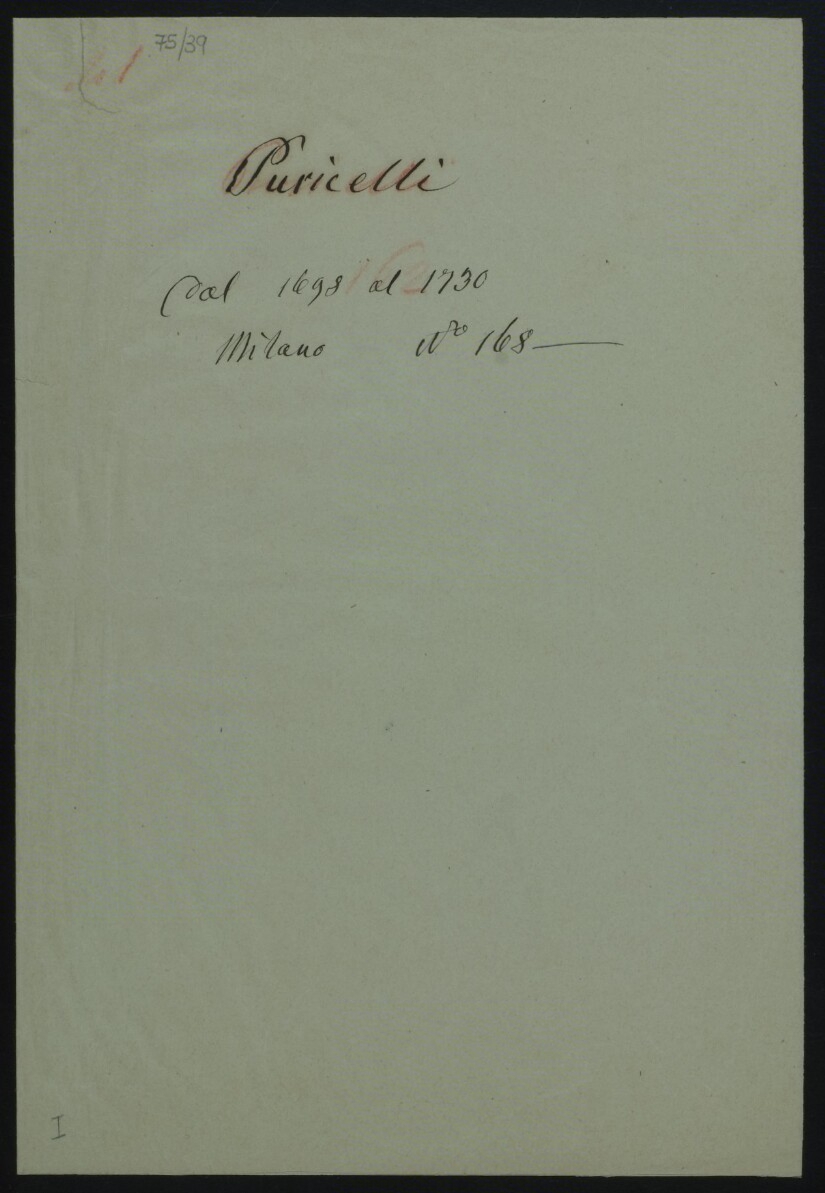 75/39
Puricelli
Dal 1698 al 1730
Milano N° 168
I